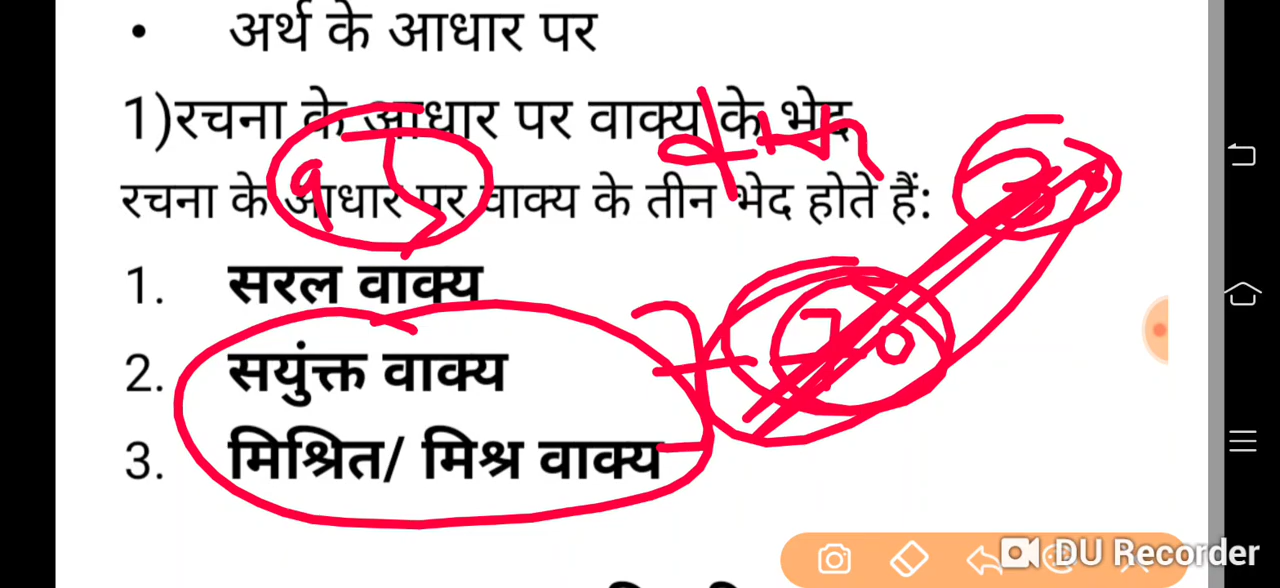 • अर्थ के आधार पर
1)रचना के आधार पर वाक्य के भेद
रचना के आधार पर वाक्य के तीन भेद होते हैं:
1. सरल वाक्य
2. सयुंक्त वाक्य
3. मिश्रित/ मिश्र वाक्य
DU Recorder